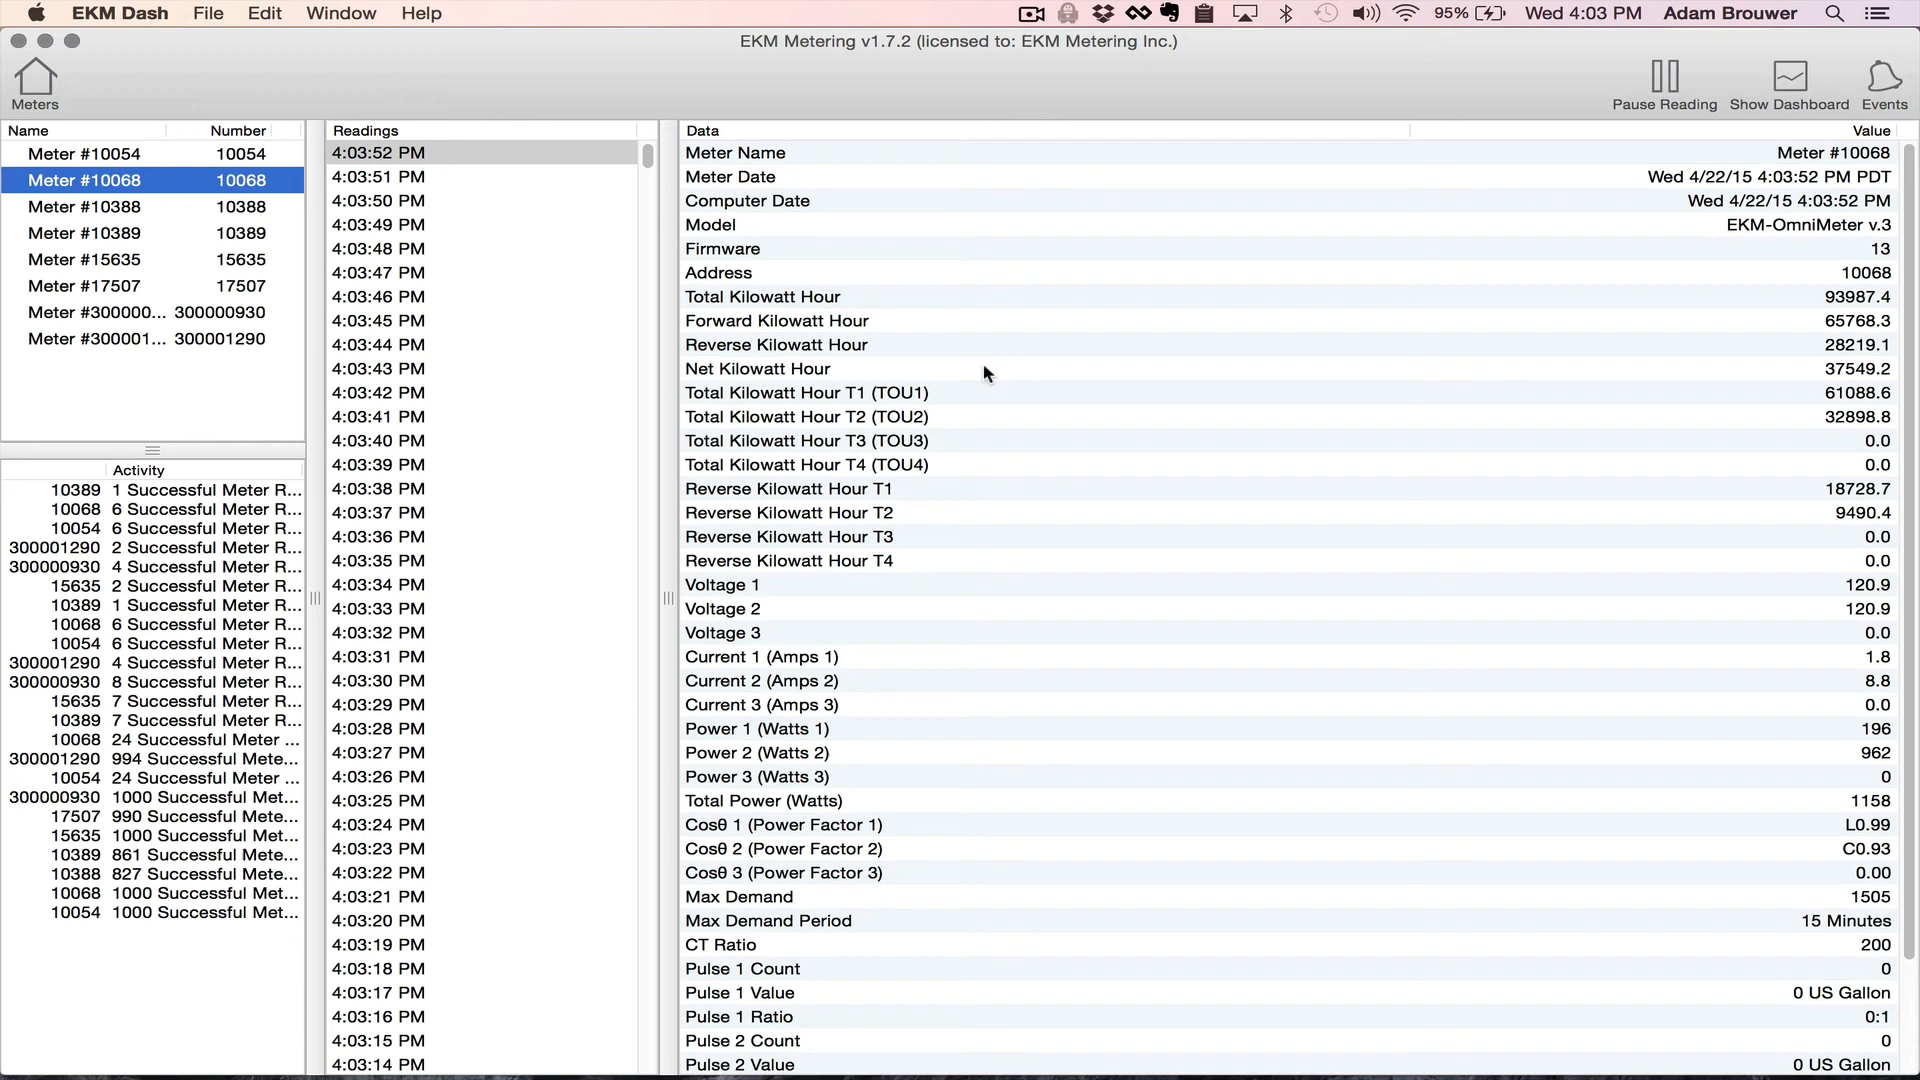 EKM Dash File Edit Window Help 95% Wed 4:03 PM Adam Brouwer
EKM Metering v1.7.2 (licensed to: EKM Metering Inc.)
Meters Pause Reading Show Dashboard Events
Name Number
Meter #10054 10054
Meter #10068 10068
Meter #10388 10388
Meter #10389 10389
Meter #15635 15635
Meter #17507 17507
Meter #300000... 300000930
Meter #300001... 300001290
Activity
10389 1 Successful Meter R...
10068 6 Successful Meter R...
10054 6 Successful Meter R...
300001290 2 Successful Meter R...
300000930 4 Successful Meter R...
15635 2 Successful Meter R...
10389 1 Successful Meter R...
10068 6 Successful Meter R...
10054 6 Successful Meter R...
300001290 4 Successful Meter R...
300000930 8 Successful Meter R...
15635 7 Successful Meter R...
10389 7 Successful Meter R...
10068 24 Successful Meter ...
300001290 994 Successful Mete...
10054 24 Successful Meter ...
300000930 1000 Successful Met...
17507 990 Successful Mete...
15635 1000 Successful Met...
10389 861 Successful Mete...
10388 827 Successful Mete...
10068 1000 Successful Met...
10054 1000 Successful Met...
Readings
4:03:52 PM
4:03:51 PM
4:03:50 PM
4:03:49 PM
4:03:48 PM
4:03:47 PM
4:03:46 PM
4:03:45 PM
4:03:44 PM
4:03:43 PM
4:03:42 PM
4:03:41 PM
4:03:40 PM
4:03:39 PM
4:03:38 PM
4:03:37 PM
4:03:36 PM
4:03:35 PM
4:03:34 PM
4:03:33 PM
4:03:32 PM
4:03:31 PM
4:03:30 PM
4:03:29 PM
4:03:28 PM
4:03:27 PM
4:03:26 PM
4:03:25 PM
4:03:24 PM
4:03:23 PM
4:03:22 PM
4:03:21 PM
4:03:20 PM
4:03:19 PM
4:03:18 PM
4:03:17 PM
4:03:16 PM
4:03:15 PM
4:03:14 PM
Data Value
Meter Name Meter #10068
Meter Date Wed 4/22/15 4:03:52 PM PDT
Computer Date Wed 4/22/15 4:03:52 PM
Model EKM-OmniMeter v.3
Firmware 13
Address 10068
Total Kilowatt Hour 93987.4
Forward Kilowatt Hour 65768.3
Reverse Kilowatt Hour 28219.1
Net Kilowatt Hour 37549.2
Total Kilowatt Hour T1 (TOU1) 61088.6
Total Kilowatt Hour T2 (TOU2) 32898.8
Total Kilowatt Hour T3 (TOU3) 0.0
Total Kilowatt Hour T4 (TOU4) 0.0
Reverse Kilowatt Hour T1 18728.7
Reverse Kilowatt Hour T2 9490.4
Reverse Kilowatt Hour T3 0.0
Reverse Kilowatt Hour T4 0.0
Voltage 1 120.9
Voltage 2 120.9
Voltage 3 0.0
Current 1 (Amps 1) 1.8
Current 2 (Amps 2) 8.8
Current 3 (Amps 3) 0.0
Power 1 (Watts 1) 196
Power 2 (Watts 2) 962
Power 3 (Watts 3) 0
Total Power (Watts) 1158
Cosθ 1 (Power Factor 1) L0.99
Cosθ 2 (Power Factor 2) C0.93
Cosθ 3 (Power Factor 3) 0.00
Max Demand 1505
Max Demand Period 15 Minutes
CT Ratio 200
Pulse 1 Count 0
Pulse 1 Value 0 US Gallon
Pulse 1 Ratio 0:1
Pulse 2 Count 0
Pulse 2 Value 0 US Gallon